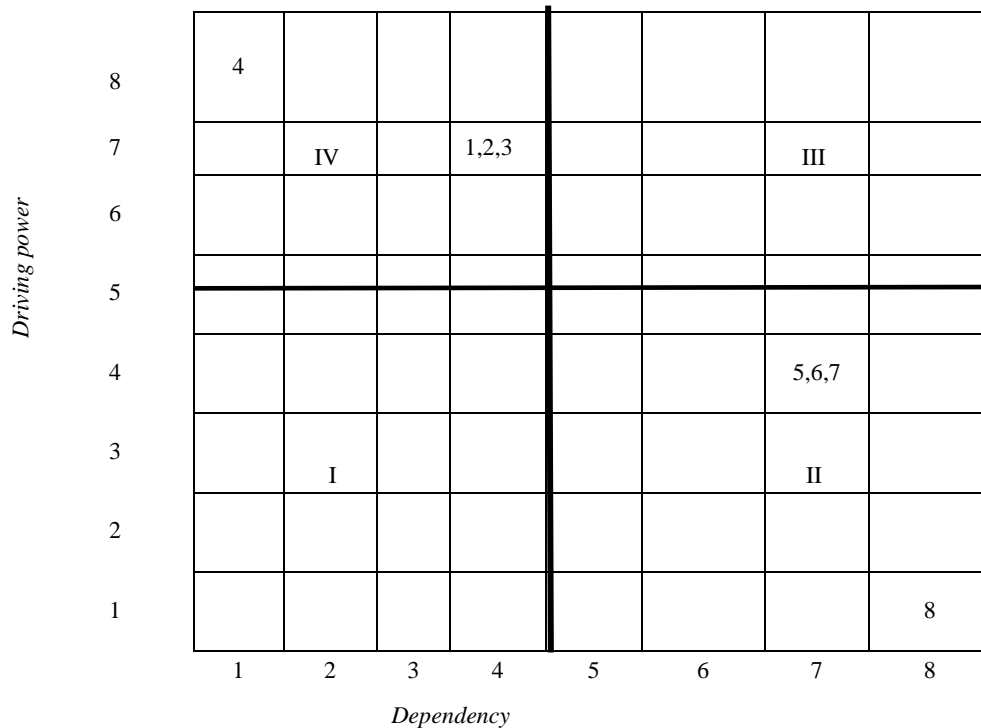 8 4
7 IV 1,2,3 III
6
Driving power
5
4 5,6,7
3 I II
2
1 8
1 2 3 4 5 6 7 8
Dependency